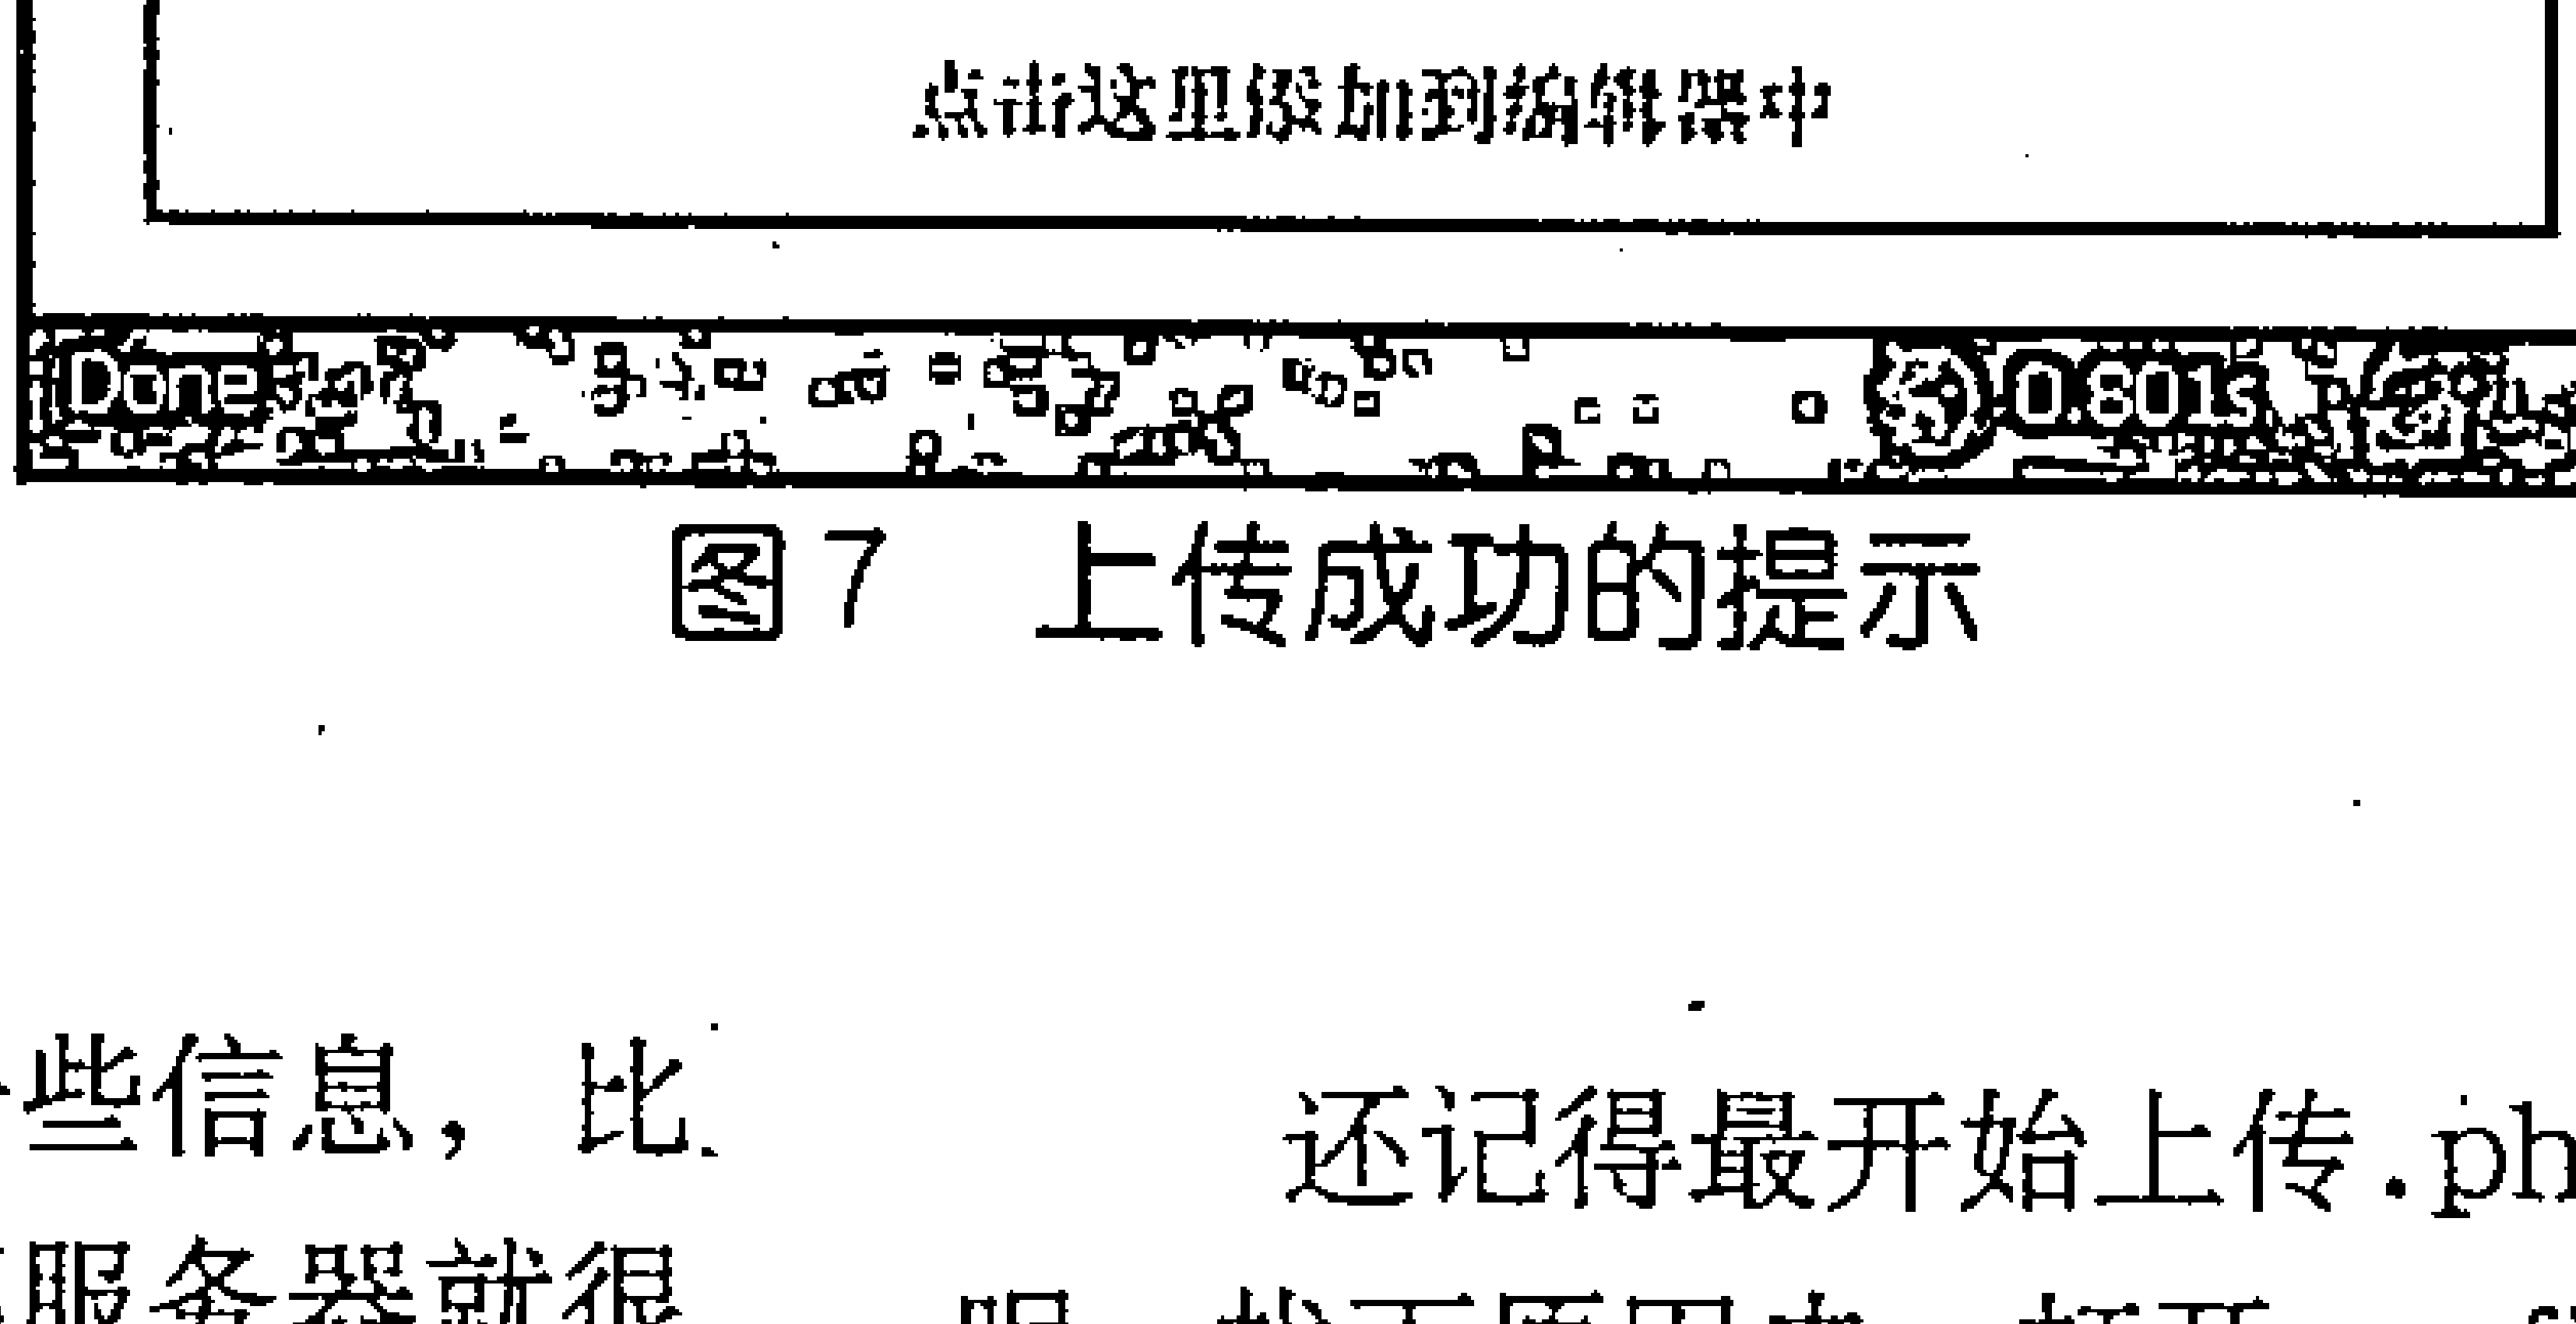 点击这里添加到编辑器中
Done 0.801s
图7 上传成功的提示
些信息，比
服务器就很
还记得最开始上传.ph